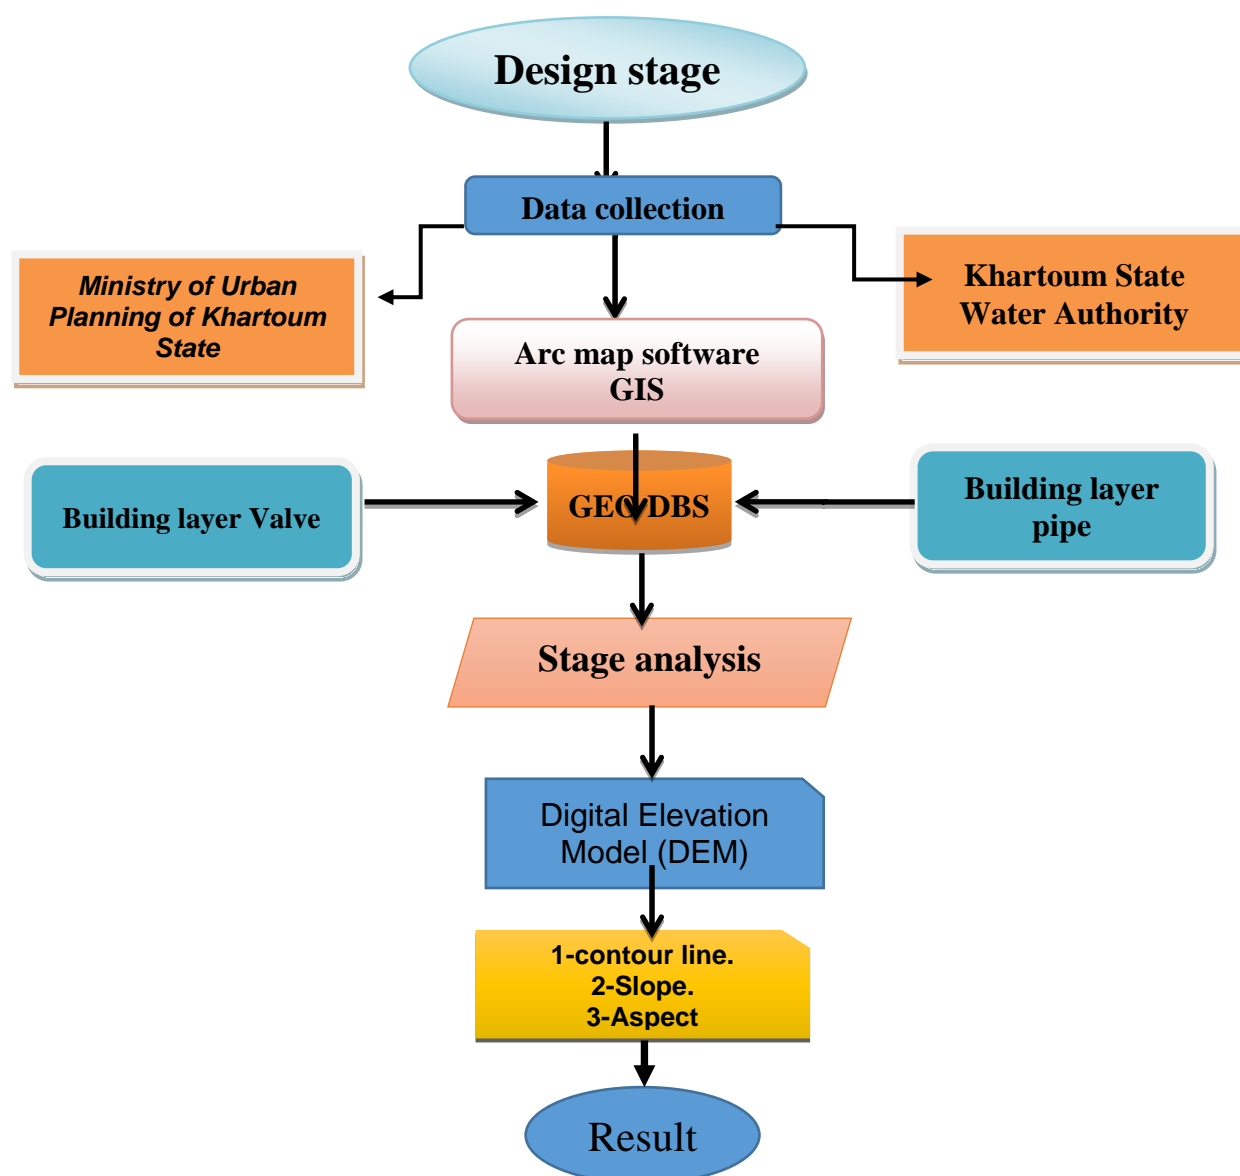 Design stage
Data collection
Ministry of Urban
Planning of Khartoum
State
Khartoum State
Water Authority
Arc map software
GIS
Building layer Valve
GEO DBS
Building layer
pipe
Stage analysis
Digital Elevation
Model (DEM)
1-contour line.
2-Slope.
3-Aspect
Result